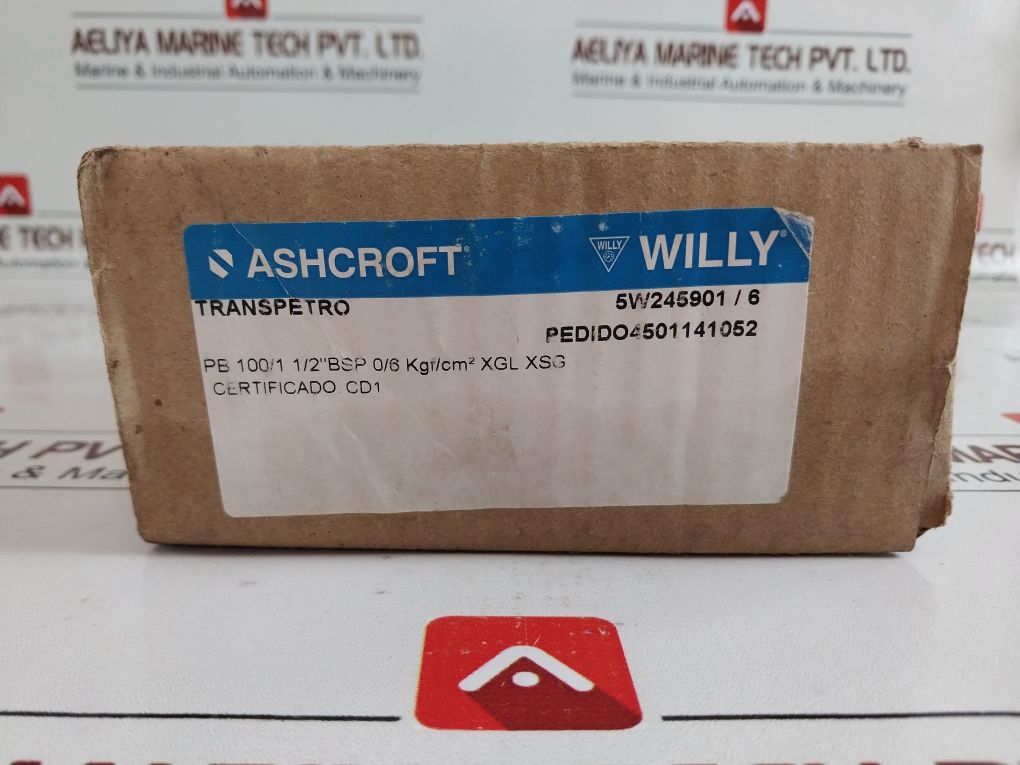 AELIYA MARINE TECH PVT. LTD.
Marine & Industrial Automation & Machinery
AELIYA MARINE TECH PVT. LTD.
Marine & Industrial Automation & Machinery
ASHCROFT®
WILLY
WILLY®
TRANSPETRO
5W245901 / 6
PEDIDO4501141052
PB 100/1 1/2"BSP 0/6 Kgf/cm² XGL XSG
CERTIFICADO. CD1